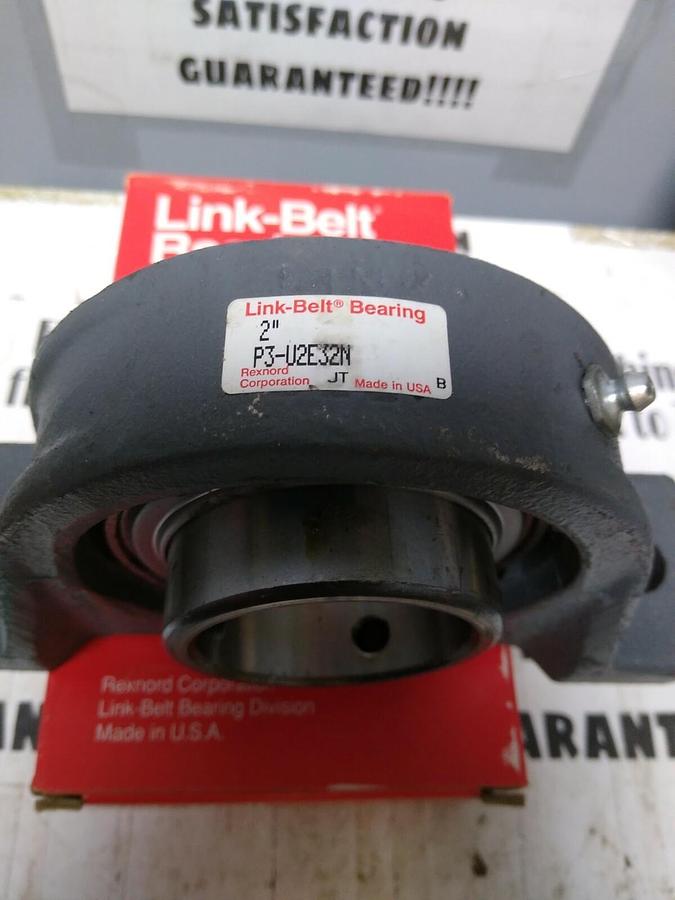 SATISFACTION
GUARANTEED!!!!
Link-Belt
Link-Belt® Bearing
2"
P3-U2E32N
Rexnord
Corporation JT Made in USA B
Rexnord Corporation
Link-Belt Bearing Division
Made in U.S.A.
ARANT